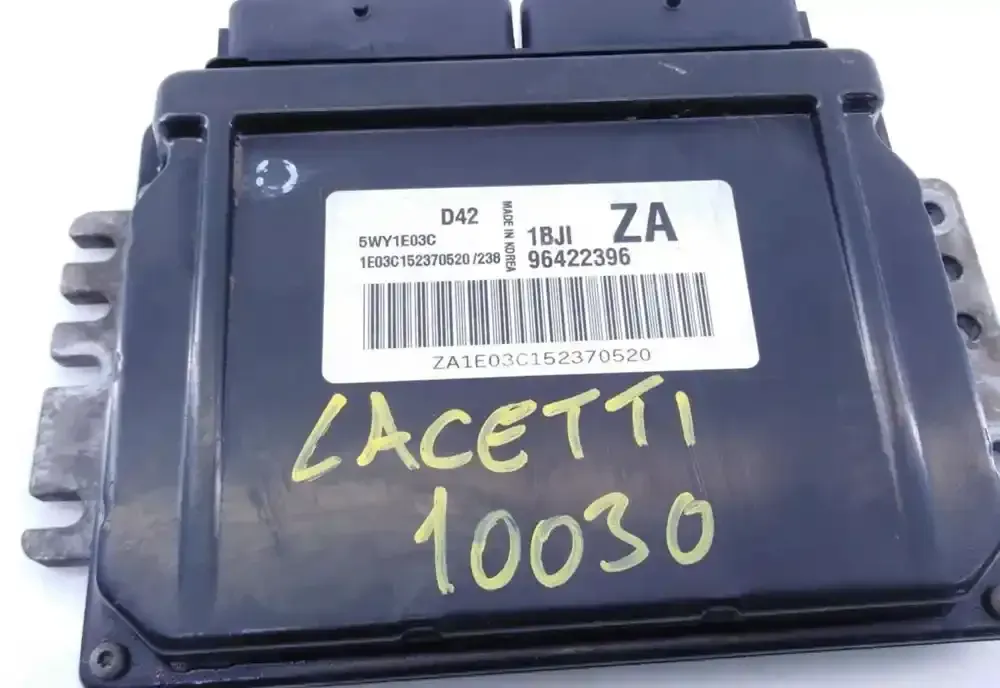 D42
5WY1E03C
1E03C152370520 /238
MADE IN KOREA
1BJI ZA
96422396
ZA1E03C152370520
LACETTI
10030